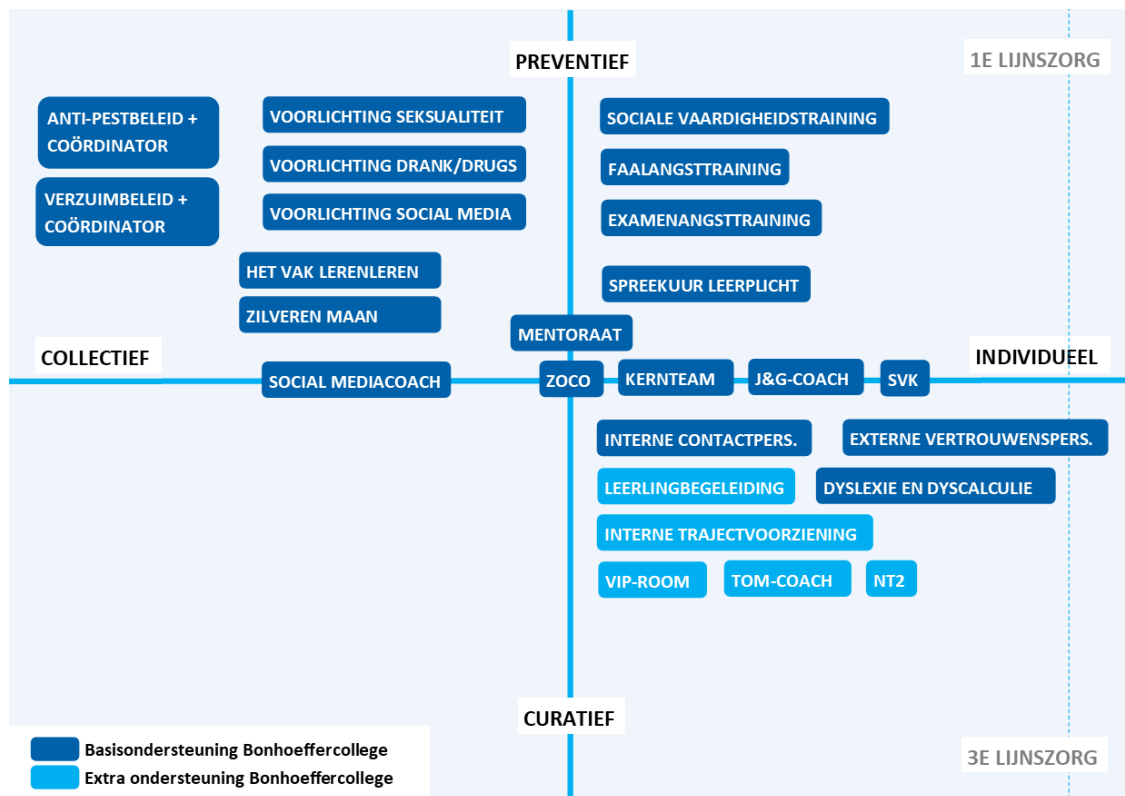 PREVENTIEF
1E LIJNSZORG
ANTI-PESTBELEID +
COÖRDINATOR
VERZUIMBELEID +
COÖRDINATOR
VOORLICHTING SEKSUALITEIT
VOORLICHTING DRANK/DRUGS
VOORLICHTING SOCIAL MEDIA
HET VAK LERENLEREN
ZILVEREN MAAN
SOCIALE VAARDIGHEIDSTRAINING
FAALANGSTTRAINING
EXAMENANGSTTRAINING
SPREEKUUR LEERPLICHT
MENTORAAT
COLLECTIEF
INDIVIDUEEL
SOCIAL MEDIACOACH
ZOCO
KERNTEAM
J&G-COACH
SVK
INTERNE CONTACTPERS.
EXTERNE VERTROUWENSPERS.
LEERLINGBEGELEIDING
DYSLEXIE EN DYSCALCULIE
INTERNE TRAJECTVOORZIENING
VIP-ROOM
TOM-COACH
NT2
CURATIEF
3E LIJNSZORG
Basisondersteuning Bonhoeffercollege
Extra ondersteuning Bonhoeffercollege